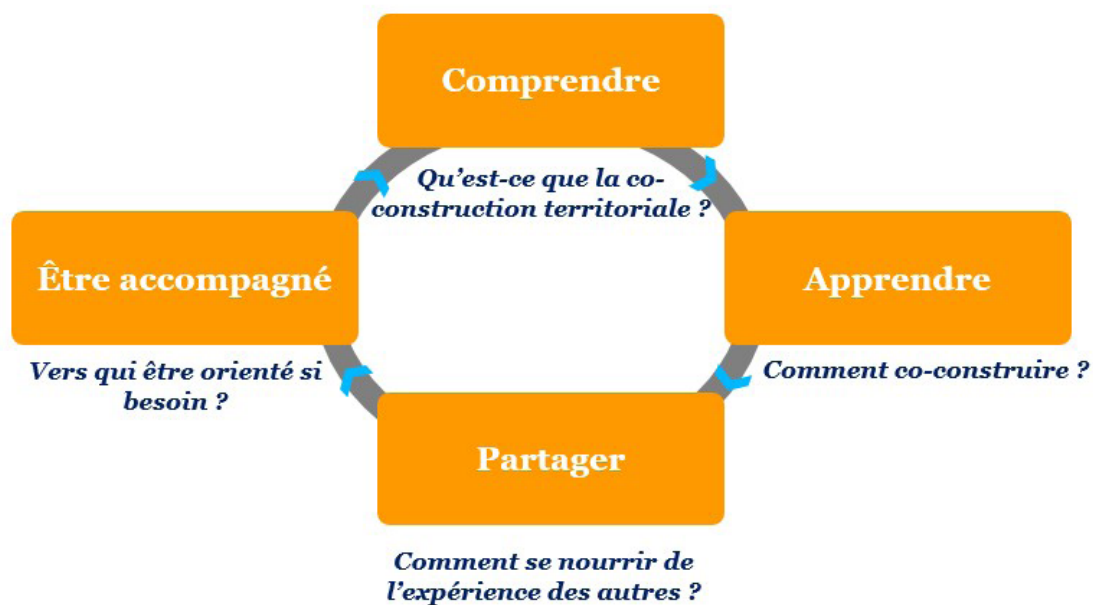 Comprendre
Qu’est-ce que la co-
construction territoriale ?
Être accompagné
Apprendre
Vers qui être orienté si
besoin ?
Comment co-construire ?
Partager
Comment se nourrir de
l’expérience des autres ?